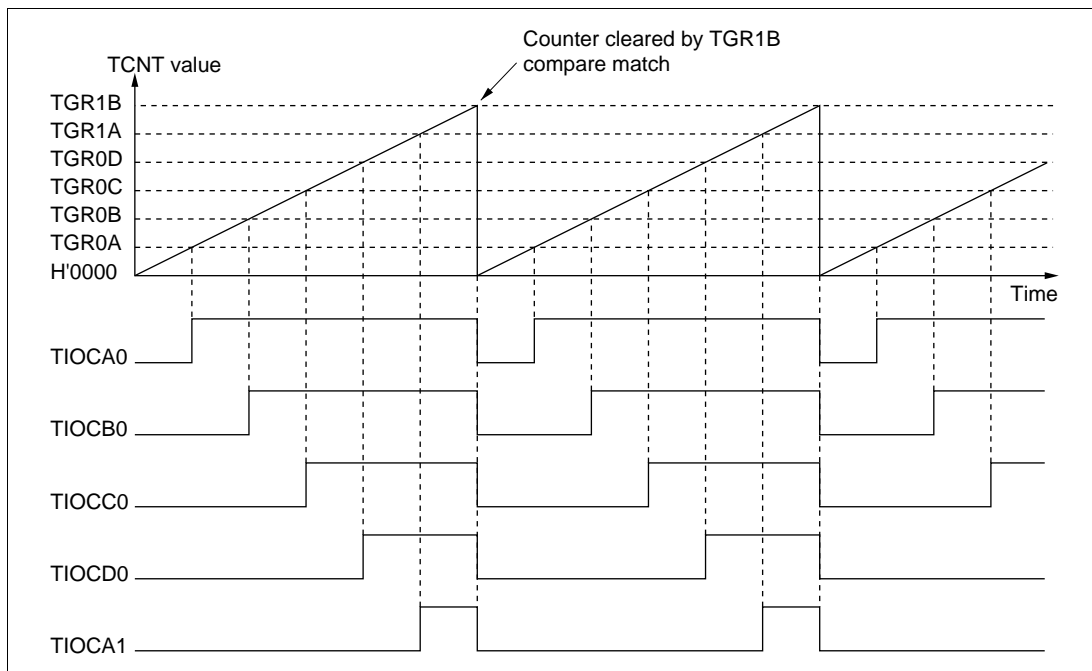 Counter cleared by TGR1B
compare match
TCNT value
TGR1B
TGR1A
TGR0D
TGR0C
TGR0B
TGR0A
H'0000
Time
TIOCA0
TIOCB0
TIOCC0
TIOCD0
TIOCA1